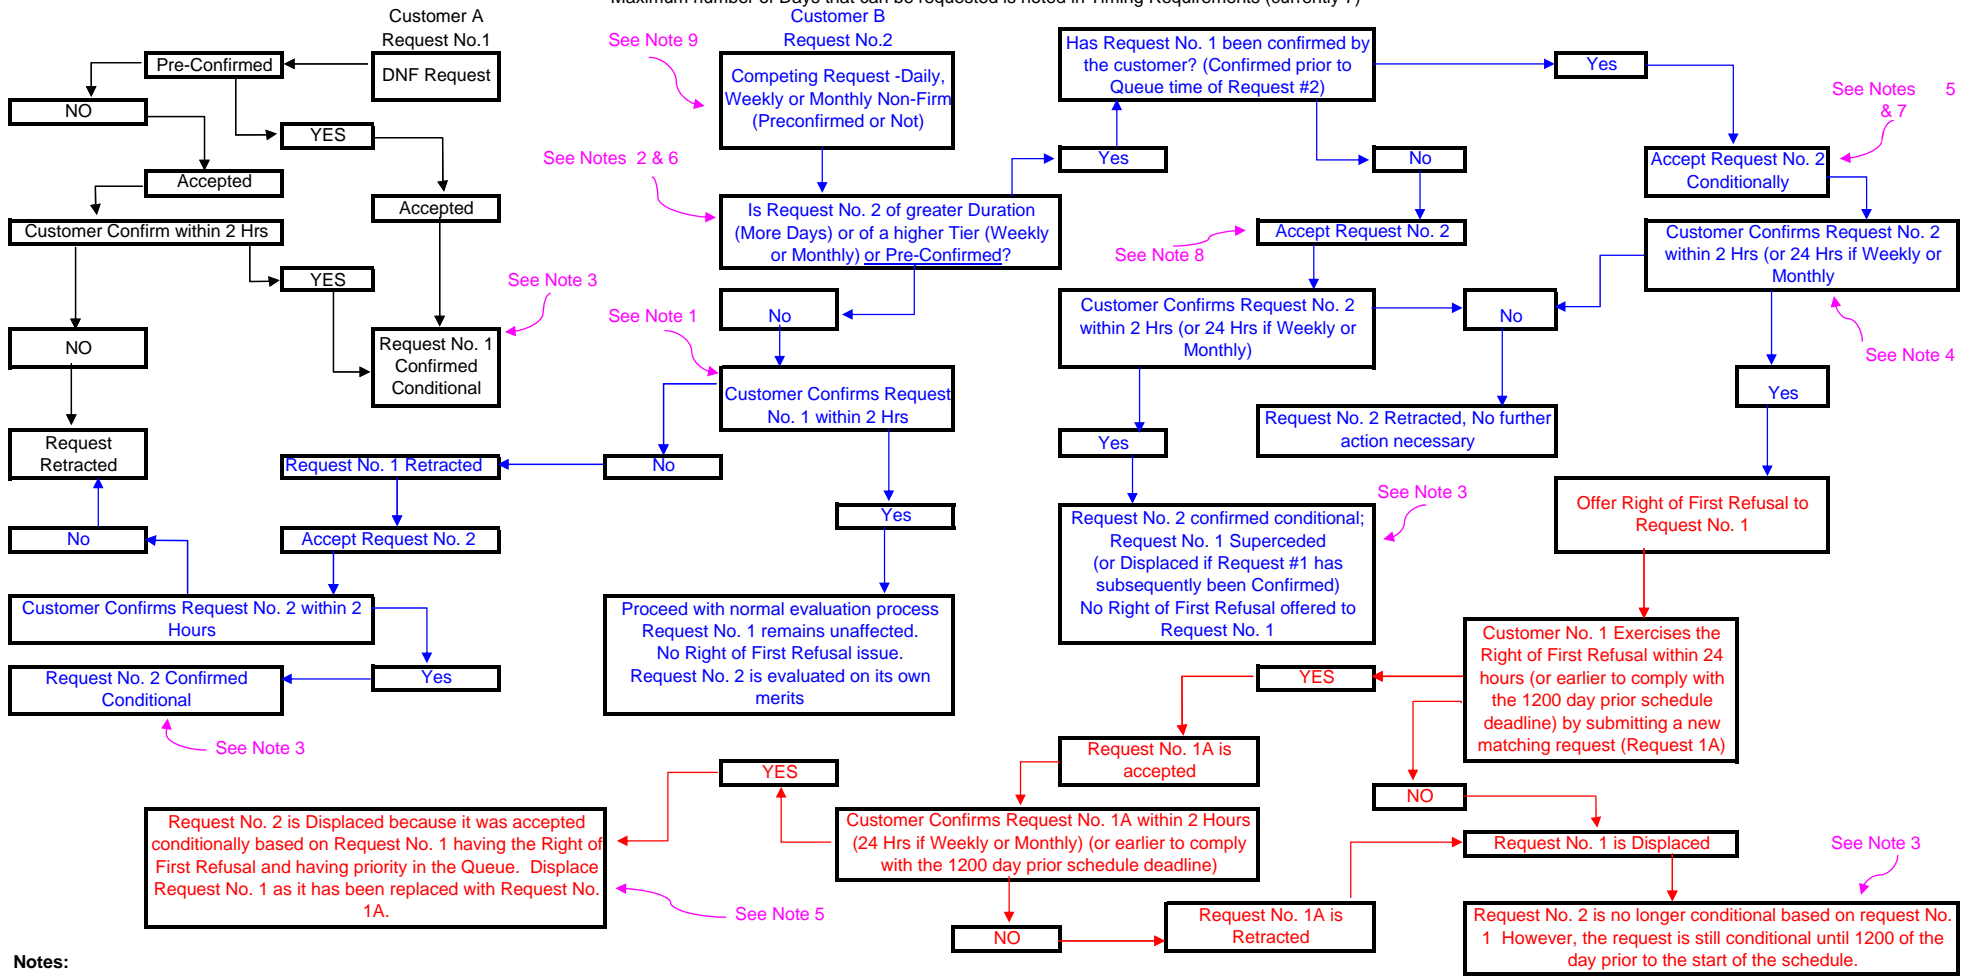 Maximum number of Days that can be requested is noted in Timing Requirements (currently 7)
Customer A
Request No.1
DNF Request
Pre-Confirmed
NO
YES
Accepted
Accepted
Customer Confirm within 2 Hrs
YES
NO
Request No. 1
Confirmed
Conditional
See Note 3
Request
Retracted
No
Request No. 1 Retracted
Accept Request No. 2
Customer Confirms Request No. 2 within 2
Hours
Yes
Request No. 2 Confirmed
Conditional
See Note 3
Customer B
Request No.2
See Note 9
Competing Request -Daily,
Weekly or Monthly Non-Firm
(Preconfirmed or Not)
See Notes 2 & 6
Is Request No. 2 of greater Duration
(More Days) or of a higher Tier (Weekly
or Monthly) or Pre-Confirmed?
Yes
No
See Note 1
Customer Confirms Request
No. 1 within 2 Hrs
No
Yes
Proceed with normal evaluation process
Request No. 1 remains unaffected.
No Right of First Refusal issue.
Request No. 2 is evaluated on its own
merits
Has Request No. 1 been confirmed by
the customer? (Confirmed prior to
Queue time of Request #2)
Yes
No
See Notes 5
& 7
Accept Request No. 2
Conditionally
Accept Request No. 2
See Note 8
Customer Confirms Request No. 2
within 2 Hrs (or 24 Hrs if Weekly or
Monthly)
No
Customer Confirms Request No. 2
within 2 Hrs (or 24 Hrs if Weekly or
Monthly
See Note 4
Yes
Yes
Request No. 2 Retracted, No further
action necessary
See Note 3
Request No. 2 confirmed conditional;
Request No. 1 Superceded
(or Displaced if Request #1 has
subsequently been Confirmed)
No Right of First Refusal offered to
Request No. 1
Offer Right of First Refusal to
Request No. 1
Customer No. 1 Exercises the
Right of First Refusal within 24
hours (or earlier to comply with
the 1200 day prior schedule
deadline) by submitting a new
matching request (Request 1A)
YES
NO
Request No. 1A is
accepted
Customer Confirms Request No. 1A within 2 Hours
(24 Hrs if Weekly or Monthly) (or earlier to comply
with the 1200 day prior schedule deadline)
YES
Request No. 2 is Displaced because it was accepted
conditionally based on Request No. 1 having the Right of
First Refusal and having priority in the Queue. Displace
Request No. 1 as it has been replaced with Request No.
1A.
See Note 5
NO
Request No. 1A is
Retracted
Request No. 1 is Displaced
See Note 3
Request No. 2 is no longer conditional based on request No.
1 However, the request is still conditional until 1200 of the
day prior to the start of the schedule.
Notes: